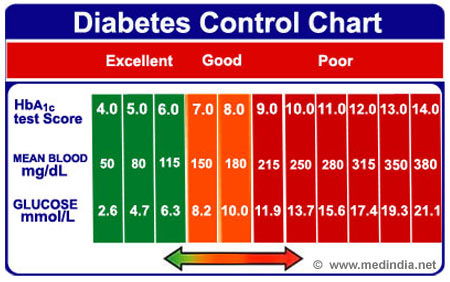 Diabetes Control Chart
Excellent Good Poor
HbA1c
test Score
4.0 5.0 6.0 7.0 8.0 9.0 10.0 11.0 12.0 13.0 14.0
MEAN BLOOD
mg/dL
50 80 115 150 180 215 250 280 315 350 380
GLUCOSE
mmol/L
2.6 4.7 6.3 8.2 10.0 11.9 13.7 15.6 17.4 19.3 21.1
© www.medindia.net